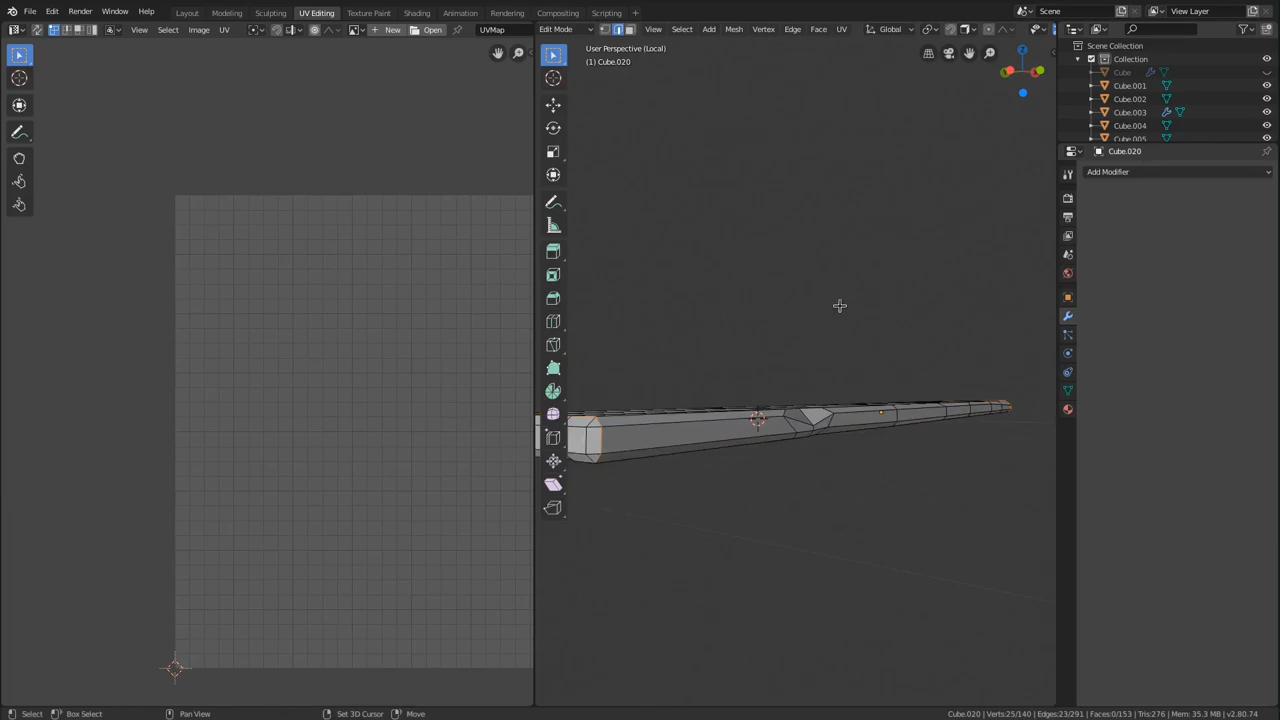 File Edit Render Window Help Layout Modeling Sculpting UV Editing Texture Paint Shading Animation Rendering Compositing Scripting + Scene View Layer
View Select Image UV New Open UVMap Edit Mode View Select Add Mesh Vertex Edge Face UV Global
User Perspective (Local)
(1) Cube.020
Scene Collection
Collection
Cube
Cube.001
Cube.002
Cube.003
Cube.004
Cube.005
Cube.020
Add Modifier
Select Box Select Pan View Set 3D Cursor Move Cube.020 | Verts:25/140 | Edges:23/291 | Faces:0/153 | Tris:276 | Mem: 35.3 MB | v2.80.74